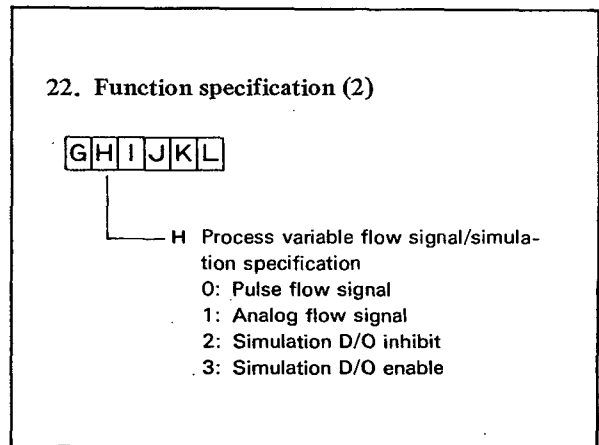 22. Function specification (2)
GHIJKL
H Process variable flow signal/simula-
tion specification
0: Pulse flow signal
1: Analog flow signal
2: Simulation D/O inhibit
3: Simulation D/O enable